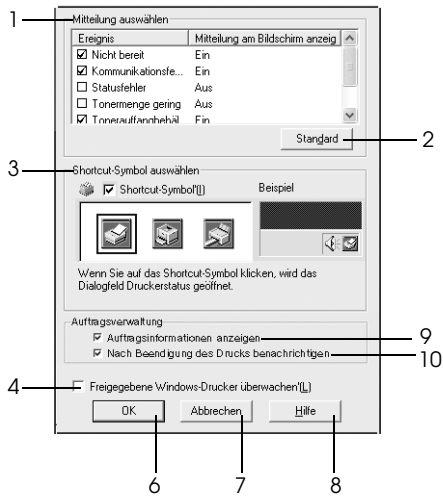 1 Mitteilung auswählen
Ereignis Mitteilung am Bildschirm anzeig
Nicht bereit Ein
Kommunikationsfe... Ein
Statusfehler Aus
Tonermenge gering Aus
Tonerauffangbehäl Ein
Standard 2
3 Shortcut-Symbol auswählen
Shortcut-Symbol'(I) Beispiel
Wenn Sie auf das Shortcut-Symbol klicken, wird das
Dialogfeld Druckerstatus geöffnet.
Auftragsverwaltung
Auftragsinformationen anzeigen 9
Nach Beendigung des Drucks benachrichtigen 10
4 Freigegebene Windows-Drucker überwachen'(L)
OK Abbrechen Hilfe
6 7 8